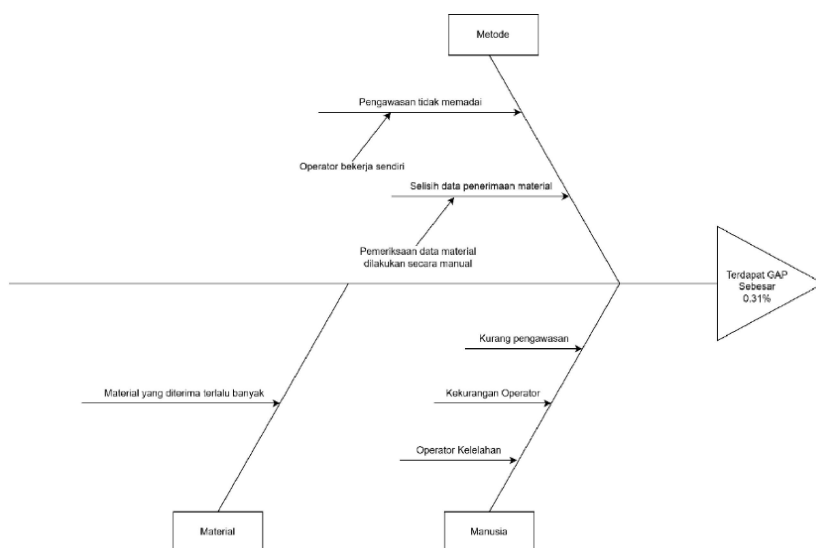 Metode
Pengawasan tidak memadai
Operator bekerja sendiri
Selisih data penerimaan material
Pemeriksaan data material
dilakukan secara manual
Terdapat GAP
Sebesar
0.31%
Kurang pengawasan
Material yang diterima terlalu banyak
Kekurangan Operator
Operator Kelelahan
Material
Manusia